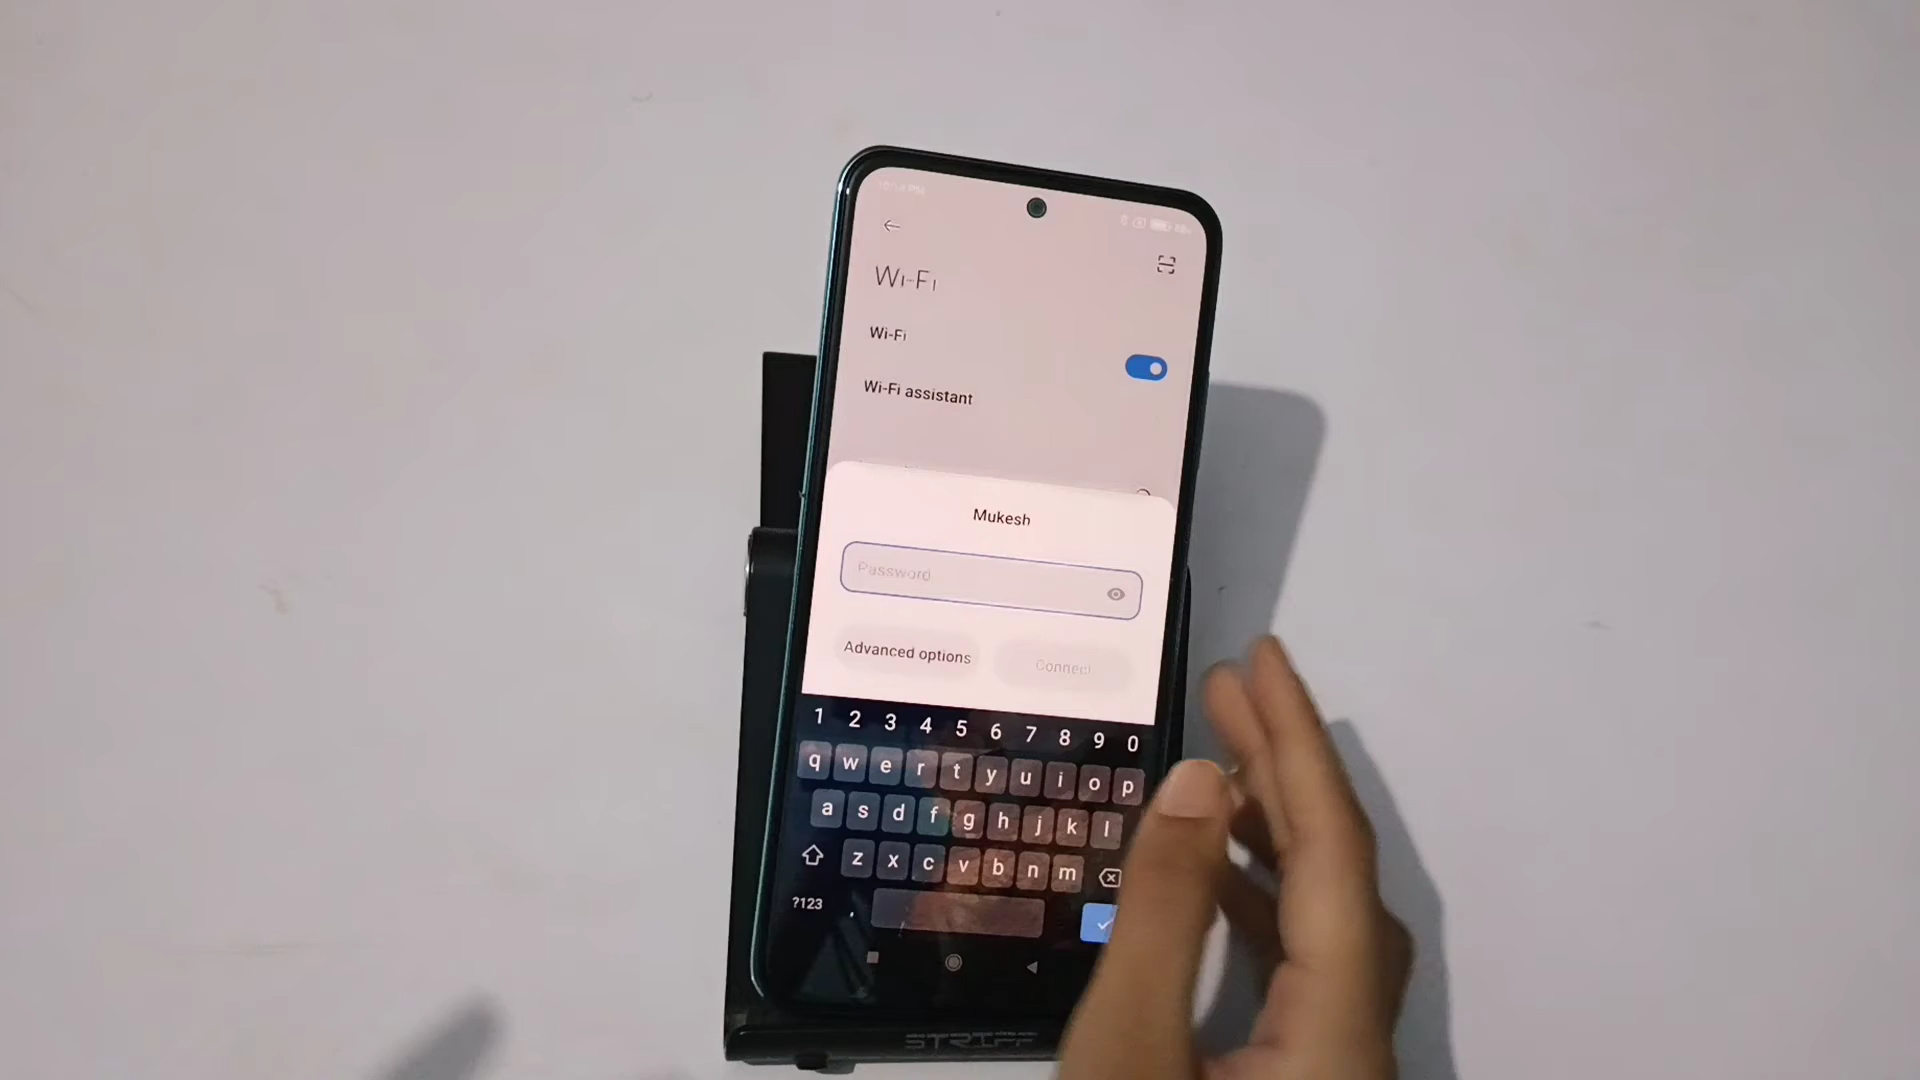 Wi-Fi
Wi-Fi
Wi-Fi assistant
Mukesh
Password
Advanced options
Connect
1 2 3 4 5 6 7 8 9 0
q w e r t y u i o p
a s d f g h j k l
z x c v b n m
?123 ,
STRIFF